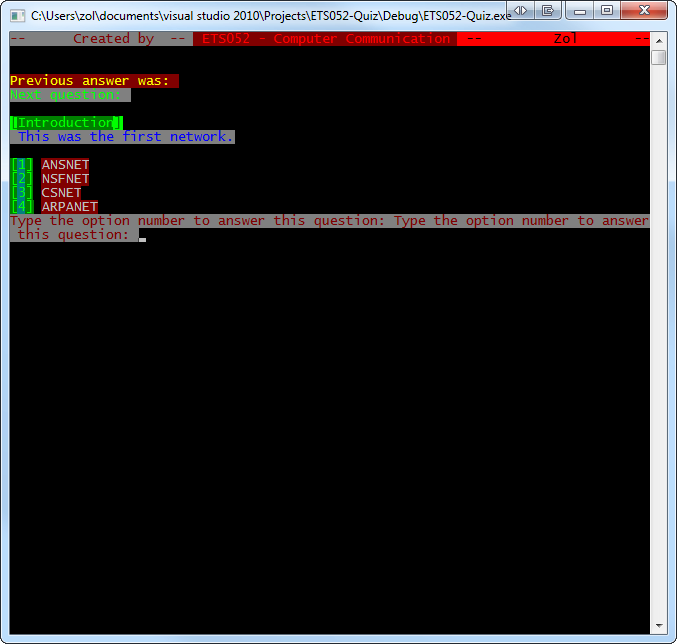 C:\Users\zol\documents\visual studio 2010\Projects\ETS052-Quiz\Debug\ETS052-Quiz.exe
-- Created by -- ETS052 - Computer Communication -- Zol --
Previous answer was:
Next question:
[Introduction]
This was the first network.
[1] ANSNET
[2] NSFNET
[3] CSNET
[4] ARPANET
Type the option number to answer this question: Type the option number to answer
this question: